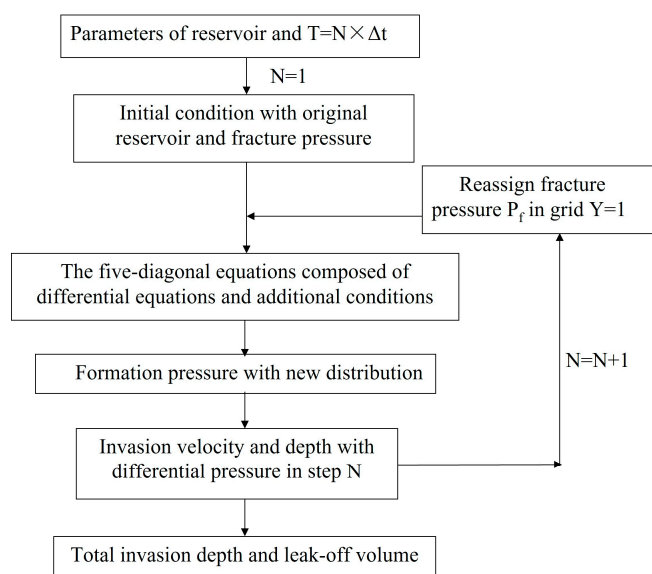 Parameters of reservoir and T=N×Δt
N=1
Initial condition with original
reservoir and fracture pressure
Reassign fracture
pressure Pf in grid Y=1
The five-diagonal equations composed of
differential equations and additional conditions
Formation pressure with new distribution
N=N+1
Invasion velocity and depth with
differential pressure in step N
Total invasion depth and leak-off volume